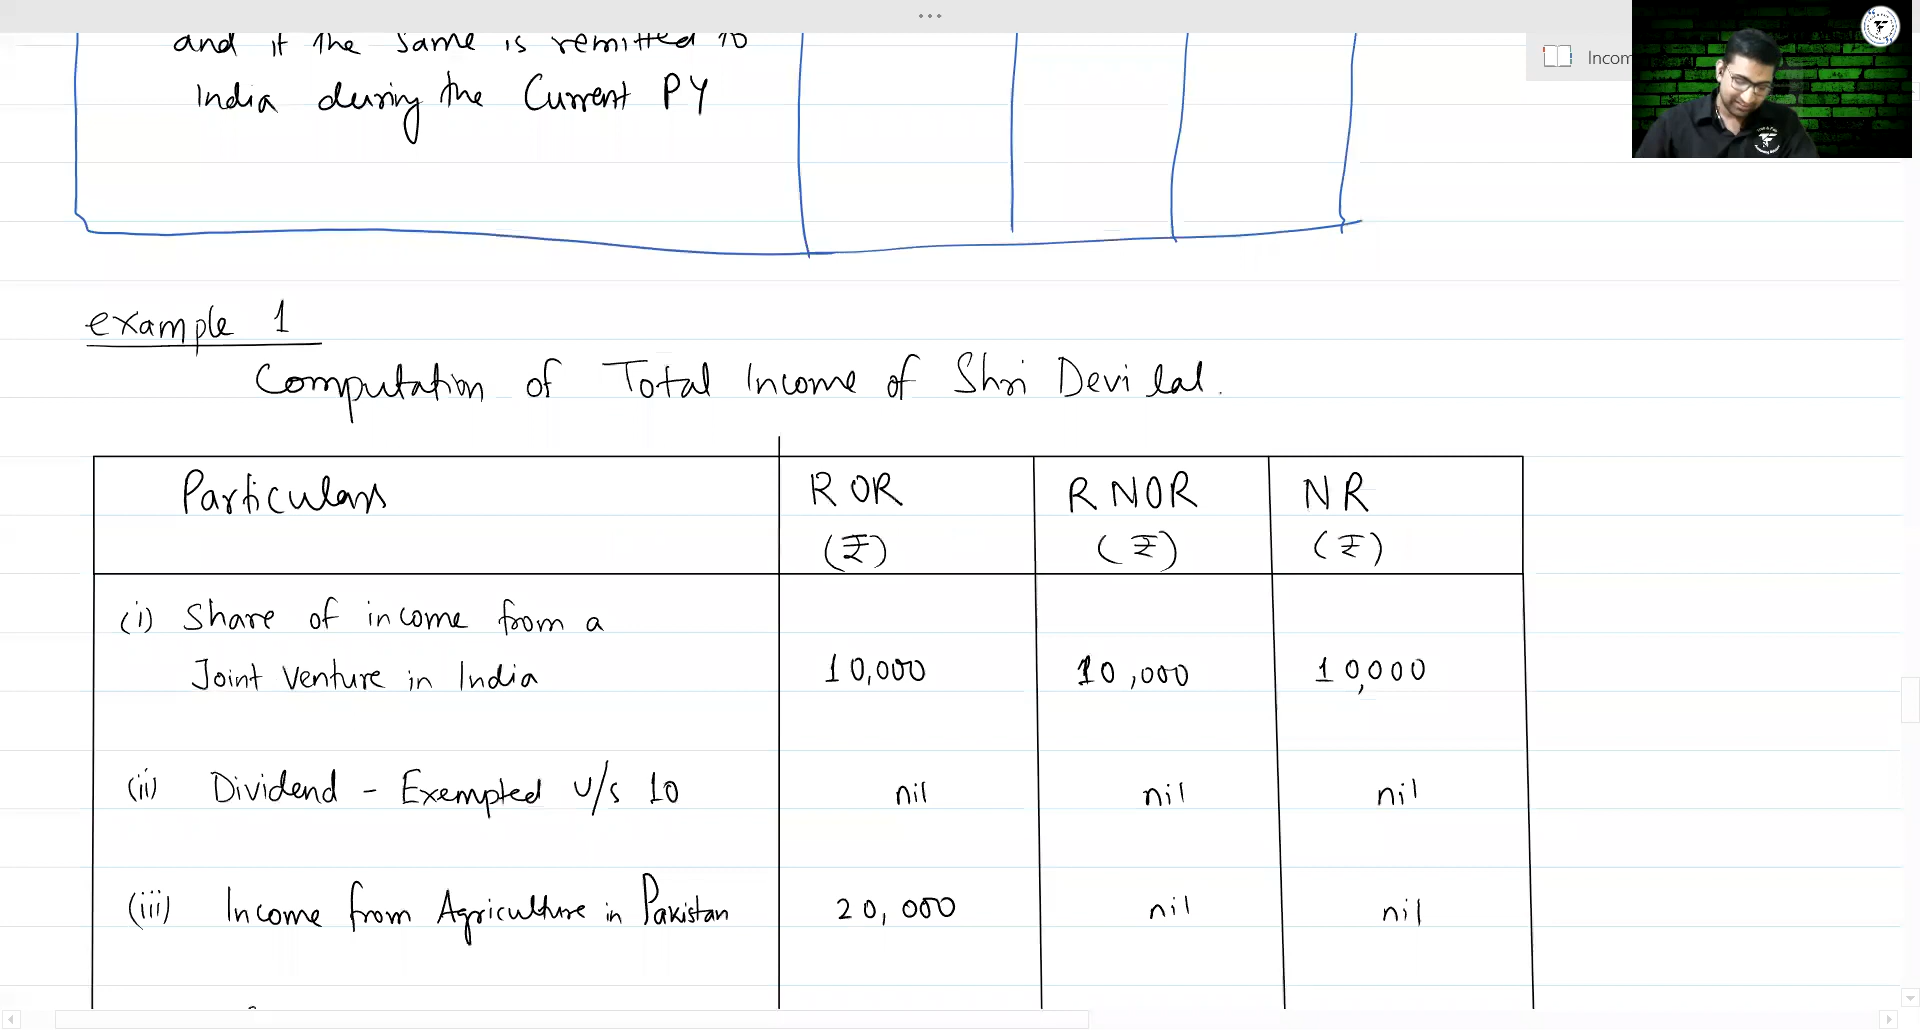 and if the same is remitted to
India during the Current PY
Incom
example 1
Computation of Total Income of Shri Devi lal.
Particulars ROR RNOR NR
(₹) (₹) (₹)
(i) Share of income from a
Joint Venture in India 10,000 10,000 10,000
(ii) Dividend - Exempted u/s 10 nil nil nil
(iii) Income from Agriculture in Pakistan 20,000 nil nil